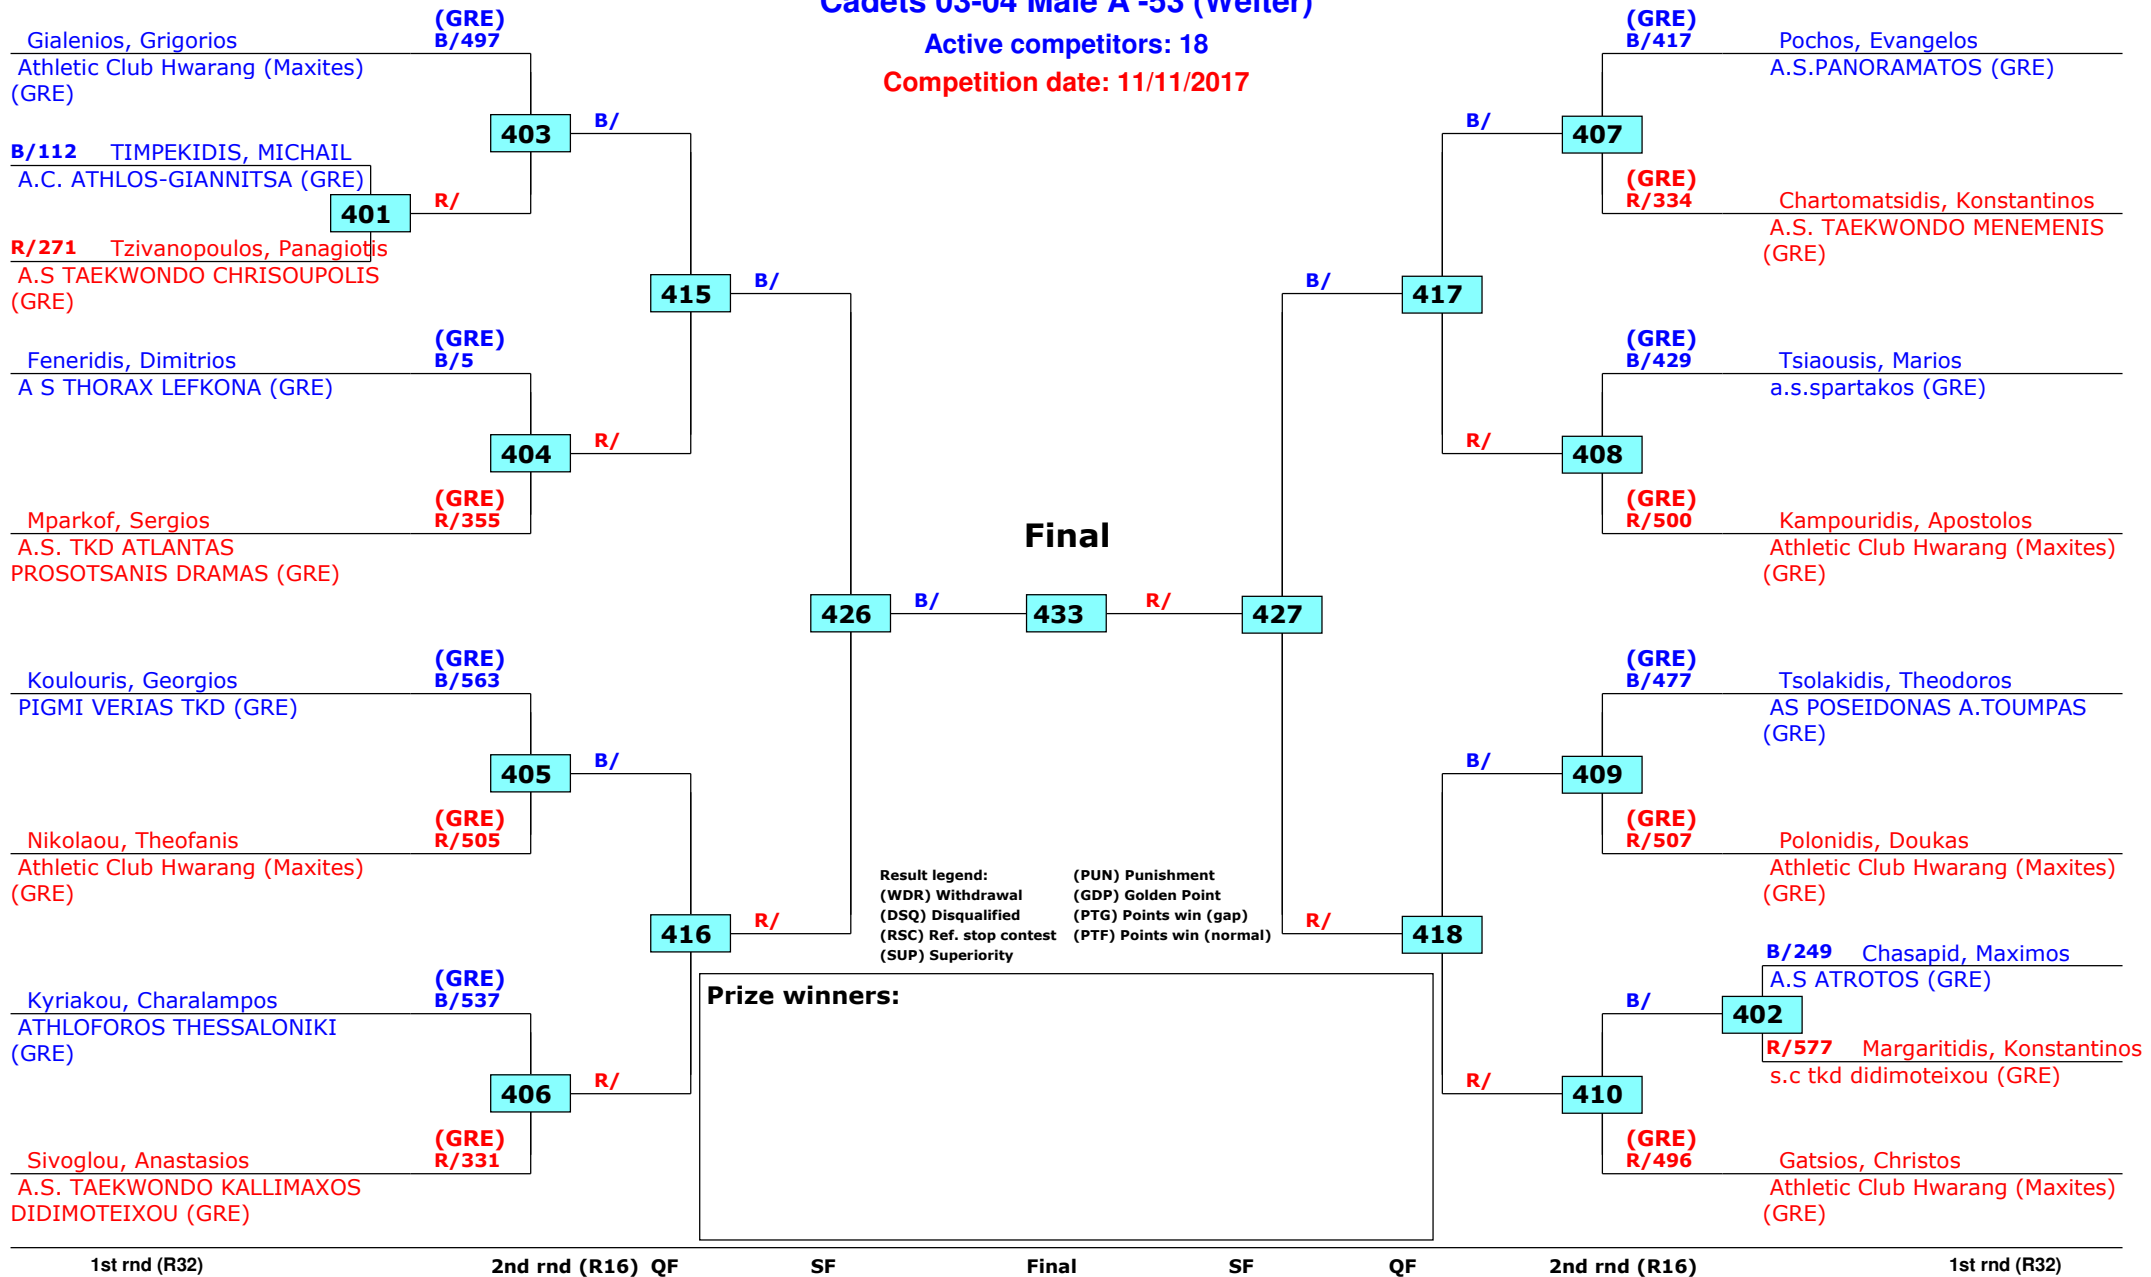 Cadets 03-04 Male A -53 (Welter)
Active competitors: 18
Competition date: 11/11/2017
(GRE)
Gialenios, Grigorios B/497
Athletic Club Hwarang (Maxites)
(GRE)
403
B/
B/112 TIMPEKIDIS, MICHAIL
A.C. ATHLOS-GIANNITSA (GRE)
401
R/
R/271 Tzivanopoulos, Panagiotis
A.S TAEKWONDO CHRISOUPOLIS
(GRE)
415
B/
(GRE)
Feneridis, Dimitrios B/5
A S THORAX LEFKONA (GRE)
404
R/
(GRE)
Mparkof, Sergios R/355
A.S. TKD ATLANTAS
PROSOTSANIS DRAMAS (GRE)
426
B/
(GRE)
Koulouris, Georgios B/563
PIGMI VERIAS TKD (GRE)
405
B/
(GRE)
Nikolaou, Theofanis R/505
Athletic Club Hwarang (Maxites)
(GRE)
416
R/
(GRE)
Kyriakou, Charalampos B/537
ATHLOFOROS THESSALONIKI
(GRE)
406
R/
(GRE)
Sivoglou, Anastasios R/331
A.S. TAEKWONDO KALLIMAXOS
DIDIMOTEIXOU (GRE)
Final
433
R/
427
(GRE)
B/417 Pochos, Evangelos
A.S.PANORAMATOS (GRE)
B/
407
(GRE)
R/334 Chartomatsidis, Konstantinos
A.S. TAEKWONDO MENEMENIS
(GRE)
B/
417
(GRE)
B/429 Tsiaousis, Marios
a.s.spartakos (GRE)
R/
408
(GRE)
R/500 Kampouridis, Apostolos
Athletic Club Hwarang (Maxites)
(GRE)
(GRE)
B/477 Tsolakidis, Theodoros
AS POSEIDONAS A.TOUMPAS
(GRE)
B/
409
(GRE)
R/507 Polonidis, Doukas
Athletic Club Hwarang (Maxites)
(GRE)
R/
418
B/249 Chasapid, Maximos
A.S ATROTOS (GRE)
B/
402
R/577 Margaritidis, Konstantinos
s.c tkd didimoteixou (GRE)
R/
410
(GRE)
R/496 Gatsios, Christos
Athletic Club Hwarang (Maxites)
(GRE)
Result legend: (PUN) Punishment
(WDR) Withdrawal (GDP) Golden Point
(DSQ) Disqualified (PTG) Points win (gap)
(RSC) Ref. stop contest (PTF) Points win (normal)
(SUP) Superiority
Prize winners:
1st rnd (R32) 2nd rnd (R16) QF SF Final SF QF 2nd rnd (R16) 1st rnd (R32)